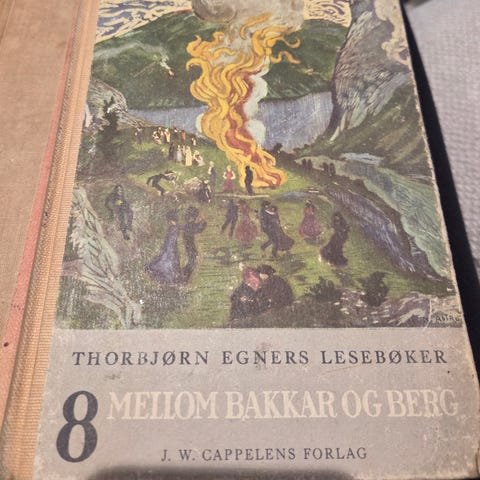 THORBJØRN EGNERS LESEBØKER
8 MELLOM BAKKAR OG BERG
J. W. CAPPELENS FORLAG